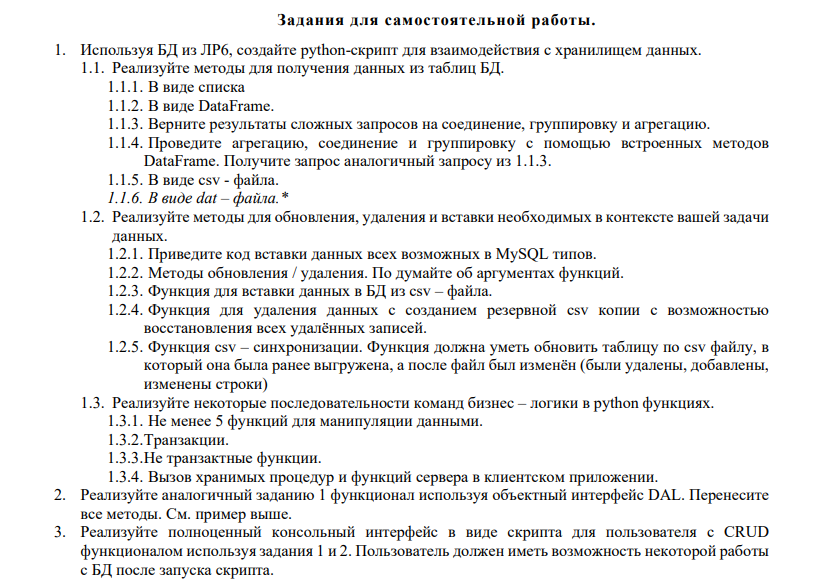 Задания для самостоятельной работы.
1. Используя БД из ЛР6, создайте python-скрипт для взаимодействия с хранилищем данных.
1.1. Реализуйте методы для получения данных из таблиц БД.
1.1.1. В виде списка
1.1.2. В виде DataFrame.
1.1.3. Верните результаты сложных запросов на соединение, группировку и агрегацию.
1.1.4. Проведите агрегацию, соединение и группировку с помощью встроенных методов
DataFrame. Получите запрос аналогичный запросу из 1.1.3.
1.1.5. В виде csv - файла.
1.1.6. В виде dat – файла.*
1.2. Реализуйте методы для обновления, удаления и вставки необходимых в контексте вашей задачи
данных.
1.2.1. Приведите код вставки данных всех возможных в MySQL типов.
1.2.2. Методы обновления / удаления. По думайте об аргументах функций.
1.2.3. Функция для вставки данных в БД из csv – файла.
1.2.4. Функция для удаления данных с созданием резервной csv копии с возможностью
восстановления всех удалённых записей.
1.2.5. Функция csv – синхронизации. Функция должна уметь обновить таблицу по csv файлу, в
который она была ранее выгружена, а после файл был изменён (были удалены, добавлены,
изменены строки)
1.3. Реализуйте некоторые последовательности команд бизнес – логики в python функциях.
1.3.1. Не менее 5 функций для манипуляции данными.
1.3.2.Транзакции.
1.3.3.Не транзактные функции.
1.3.4. Вызов хранимых процедур и функций сервера в клиентском приложении.
2. Реализуйте аналогичный заданию 1 функционал используя объектный интерфейс DAL. Перенесите
все методы. См. пример выше.
3. Реализуйте полноценный консольный интерфейс в виде скрипта для пользователя с CRUD
функционалом используя задания 1 и 2. Пользователь должен иметь возможность некоторой работы
с БД после запуска скрипта.